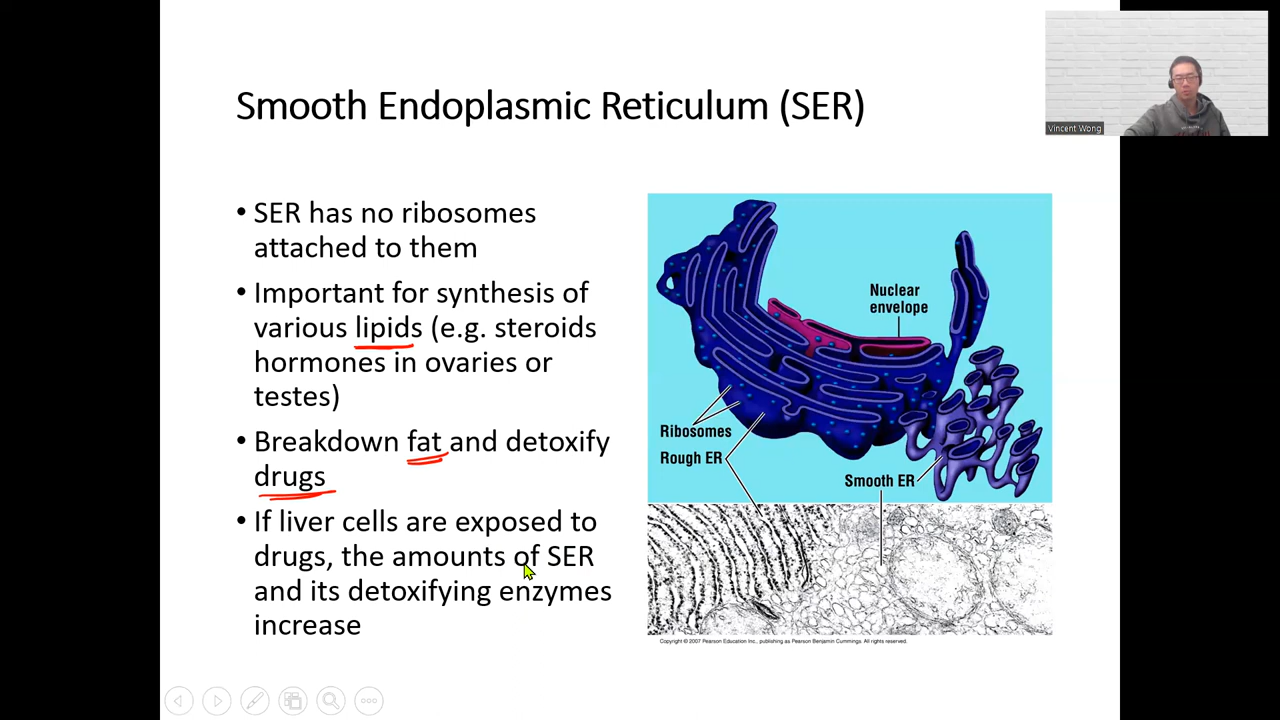 Smooth Endoplasmic Reticulum (SER)
Vincent Wong
• SER has no ribosomes
attached to them
• Important for synthesis of
various lipids (e.g. steroids
hormones in ovaries or
testes)
• Breakdown fat and detoxify
drugs
• If liver cells are exposed to
drugs, the amounts of SER
and its detoxifying enzymes
increase
Nuclear
envelope
Ribosomes
Rough ER
Smooth ER
Copyright © 2007 Pearson Education Inc., publishing as Pearson Benjamin Cummings. All rights reserved.